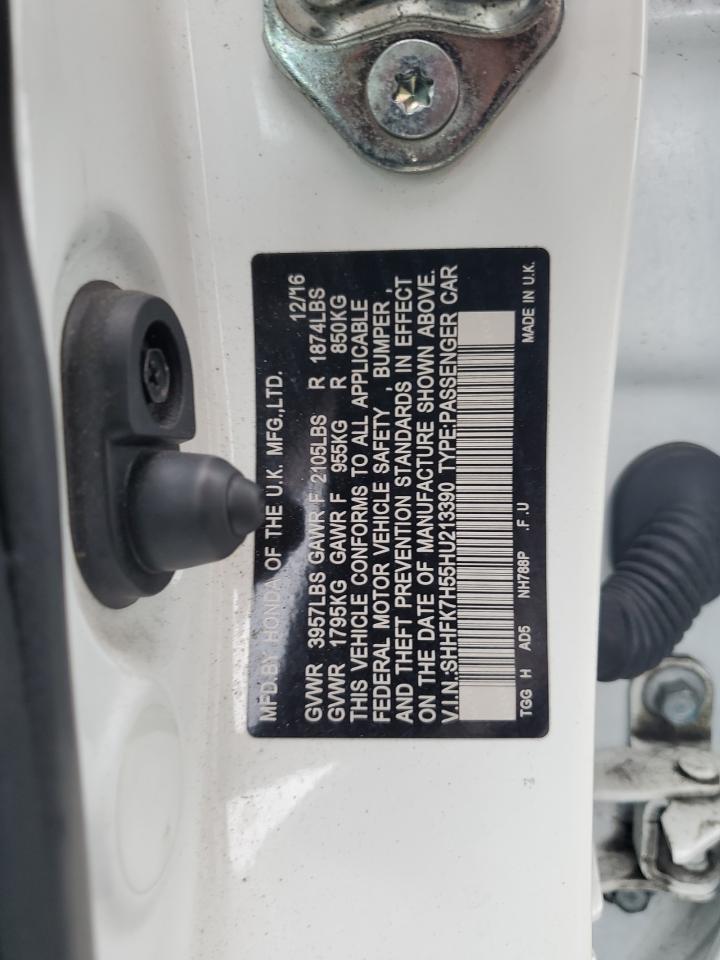 MFD.BY HONDA OF THE U.K. MFG.,LTD. 12/16
GVWR 3957LBS GAWR F 2105LBS R 1874LBS
GVWR 1795KG GAWR F 955KG R 850KG
THIS VEHICLE CONFORMS TO ALL APPLICABLE
FEDERAL MOTOR VEHICLE SAFETY , BUMPER ,
AND THEFT PREVENTION STANDARDS IN EFFECT
ON THE DATE OF MANUFACTURE SHOWN ABOVE.
V.I.N.:SHHFK7H55HU213390 TYPE:PASSENGER CAR
TGG H AD5 NH788P .F .U MADE IN U.K.